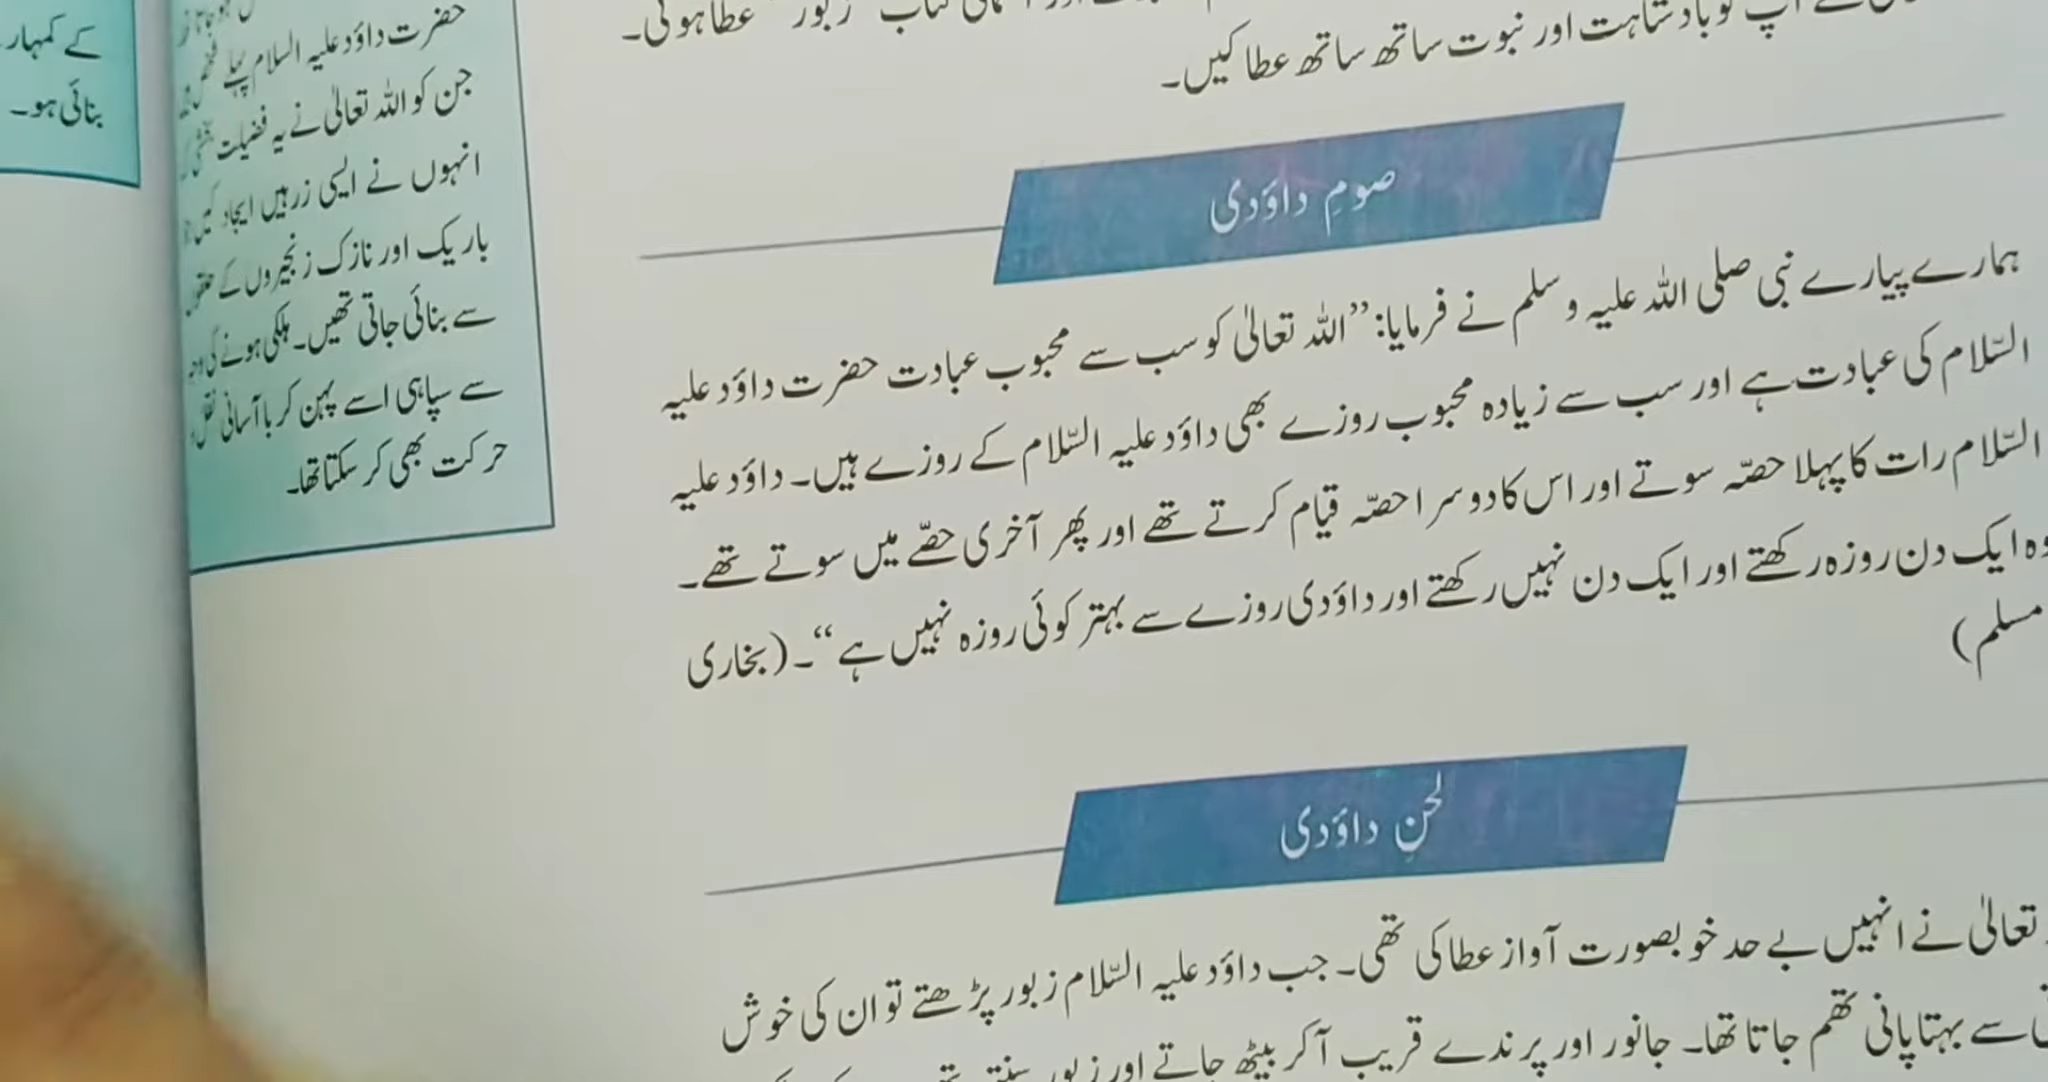 آپ کو بادشاہت اور نبوت ساتھ ساتھ عطا کیں۔
صومِ داؤدی
ہمارے پیارے نبی صلی اللہ علیہ وسلم نے فرمایا: ”اللہ تعالیٰ کو سب سے محبوب عبادت حضرت داؤد علیہ
السّلام کی عبادت ہے اور سب سے زیادہ محبوب روزے بھی داؤد علیہ السّلام کے روزے ہیں۔ داؤد علیہ
السّلام رات کا پہلا حصّہ سوتے اور اس کا دوسرا حصّہ قیام کرتے تھے اور پھر آخری حصّے میں سوتے تھے۔
وہ ایک دن روزہ رکھتے اور ایک دن نہیں رکھتے اور داؤدی روزے سے بہتر کوئی روزہ نہیں ہے“۔ (بخاری
مسلم)
لحنِ داؤدی
تعالیٰ نے انہیں بے حد خوبصورت آواز عطا کی تھی۔ جب داؤد علیہ السّلام زبور پڑھتے تو ان کی خوش
سے بہتا پانی تھم جاتا تھا۔ جانور اور پرندے قریب آ کر بیٹھ جاتے اور زبور سنتے
حضرت داؤد علیہ السلام پہلے
جن کو اللہ تعالیٰ نے یہ فضیلت
انہوں نے ایسی زرہیں ایجاد کیں
باریک اور نازک زنجیروں کے
سے بنائی جاتی تھیں۔ ہلکی ہونے کی وجہ
سے سپاہی اسے پہن کر باآسانی نقل و
حرکت بھی کر سکتا تھا۔
کے کمہار
بنائی ہو۔